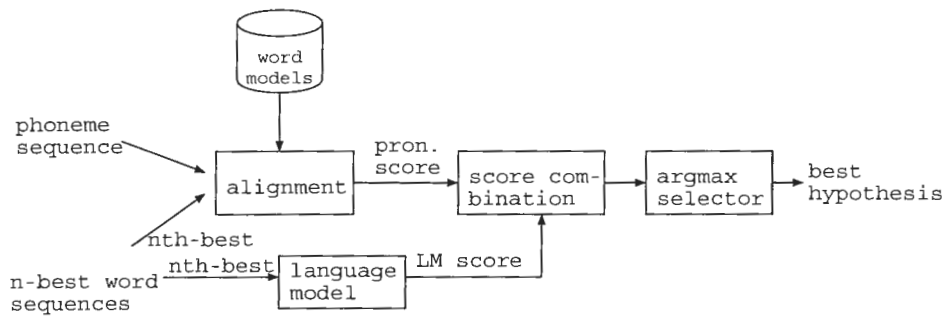 word
models
phoneme
sequence
alignment
pron.
score
score com-
bination
argmax
selector
best
hypothesis
nth-best
nth-best
n-best word
sequences
language
model
LM score